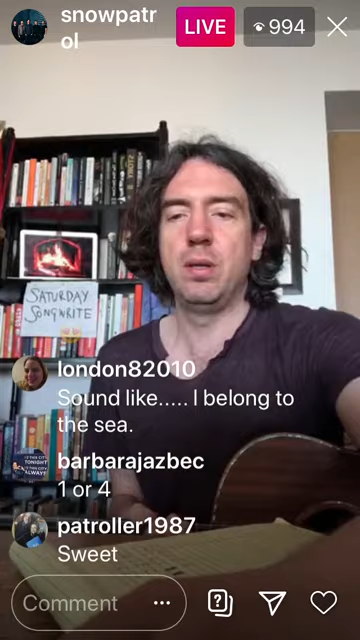 snowpatr
ol
LIVE
994
SATURDAY
SONGWRITE
london82010
Sound like..... I belong to
the sea.
barbarajazbec
1 or 4
patroller1987
Sweet
Comment